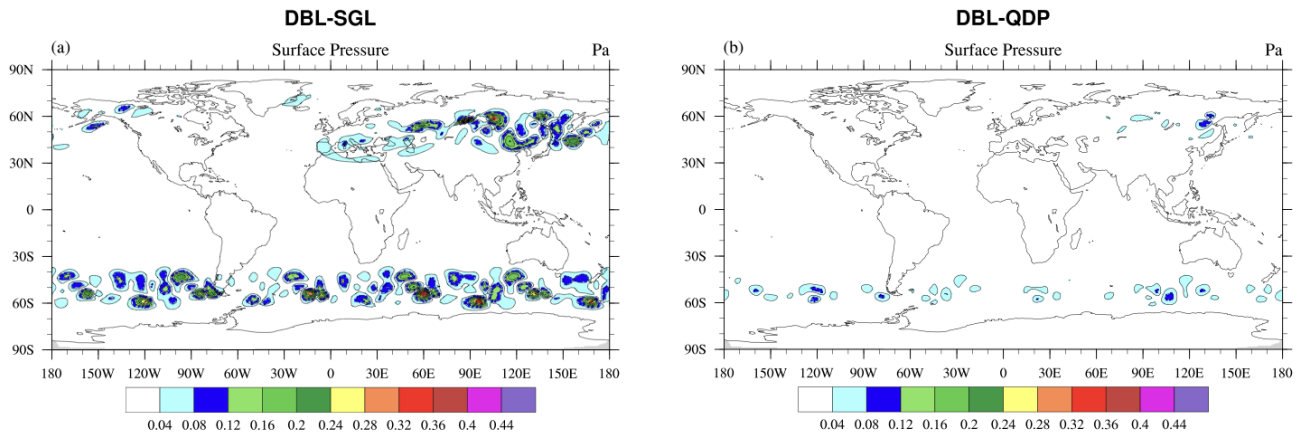 DBL-SGL
(a) Surface Pressure Pa
90N
60N
30N
0
30S
60S
90S
180 150W 120W 90W 60W 30W 0 30E 60E 90E 120E 150E 180
0.04 0.08 0.12 0.16 0.2 0.24 0.28 0.32 0.36 0.4 0.44
DBL-QDP
(b) Surface Pressure Pa
90N
60N
30N
0
30S
60S
90S
180 150W 120W 90W 60W 30W 0 30E 60E 90E 120E 150E 180
0.04 0.08 0.12 0.16 0.2 0.24 0.28 0.32 0.36 0.4 0.44